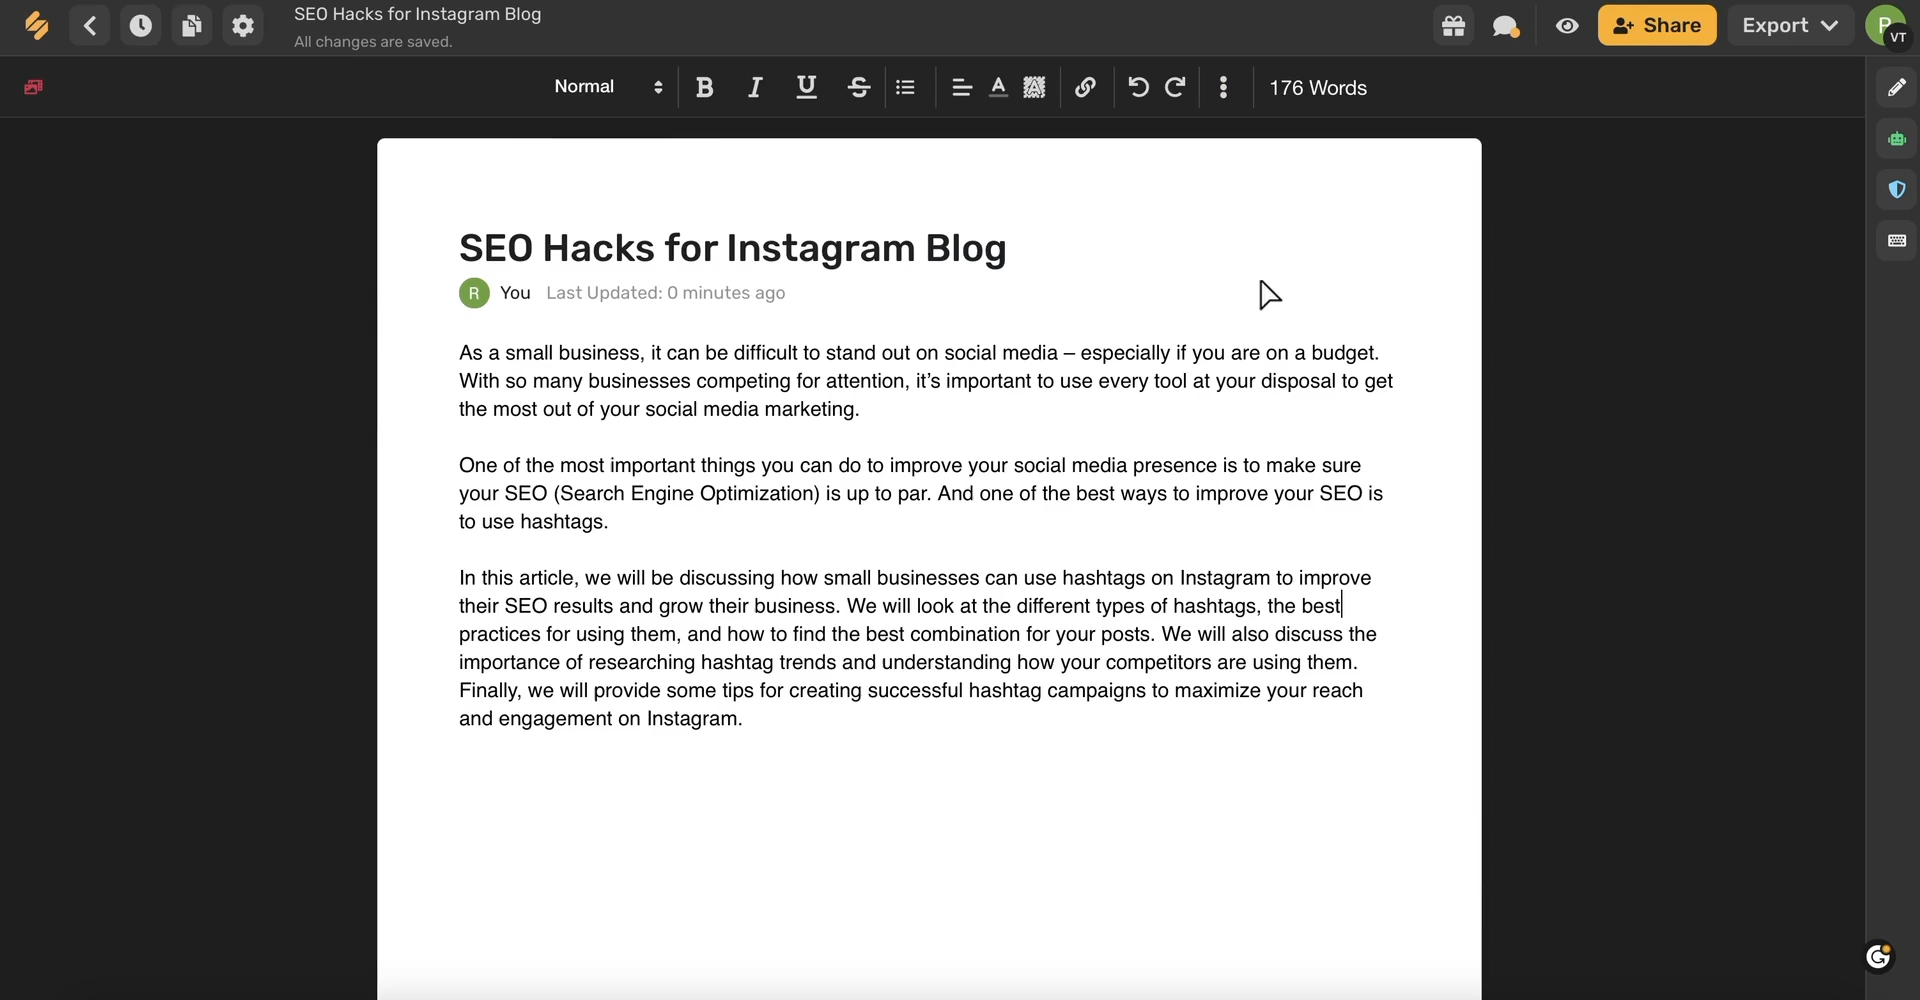 SEO Hacks for Instagram Blog
All changes are saved.
Share
Export
R
VT
Normal
B
I
U
S
A
176 Words
SEO Hacks for Instagram Blog
R You Last Updated: 0 minutes ago
As a small business, it can be difficult to stand out on social media – especially if you are on a budget.
With so many businesses competing for attention, it’s important to use every tool at your disposal to get
the most out of your social media marketing.
One of the most important things you can do to improve your social media presence is to make sure
your SEO (Search Engine Optimization) is up to par. And one of the best ways to improve your SEO is
to use hashtags.
In this article, we will be discussing how small businesses can use hashtags on Instagram to improve
their SEO results and grow their business. We will look at the different types of hashtags, the best
practices for using them, and how to find the best combination for your posts. We will also discuss the
importance of researching hashtag trends and understanding how your competitors are using them.
Finally, we will provide some tips for creating successful hashtag campaigns to maximize your reach
and engagement on Instagram.